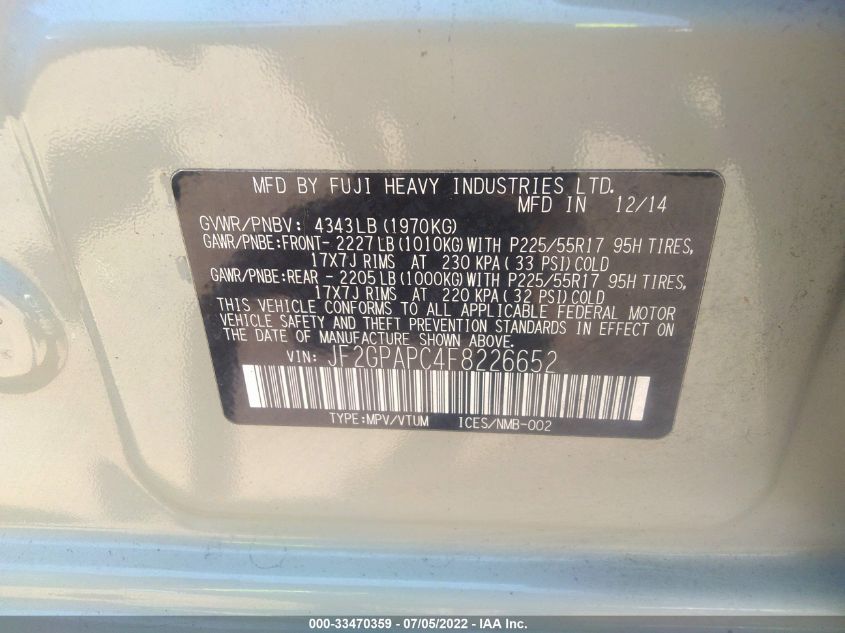 MFD BY FUJI HEAVY INDUSTRIES LTD.
MFD IN 12/14
GVWR/PNBV: 4343LB (1970KG)
GAWR/PNBE:FRONT- 2227LB (1010KG) WITH P225/55R17 95H TIRES,
17X7J RIMS AT 230 KPA ( 33 PSI) COLD
GAWR/PNBE:REAR - 2205LB (1000KG) WITH P225/55R17 95H TIRES,
17X7J RIMS AT 220 KPA ( 32 PSI) COLD
THIS VEHICLE CONFORMS TO ALL APPLICABLE FEDERAL MOTOR
VEHICLE SAFETY AND THEFT PREVENTION STANDARDS IN EFFECT ON
THE DATE OF MANUFACTURE SHOWN ABOVE.
VIN: JF2GPAPC4F8226652
TYPE:MPV/VTUM ICES/NMB-002
000-33470359 - 07/05/2022 - IAA Inc.